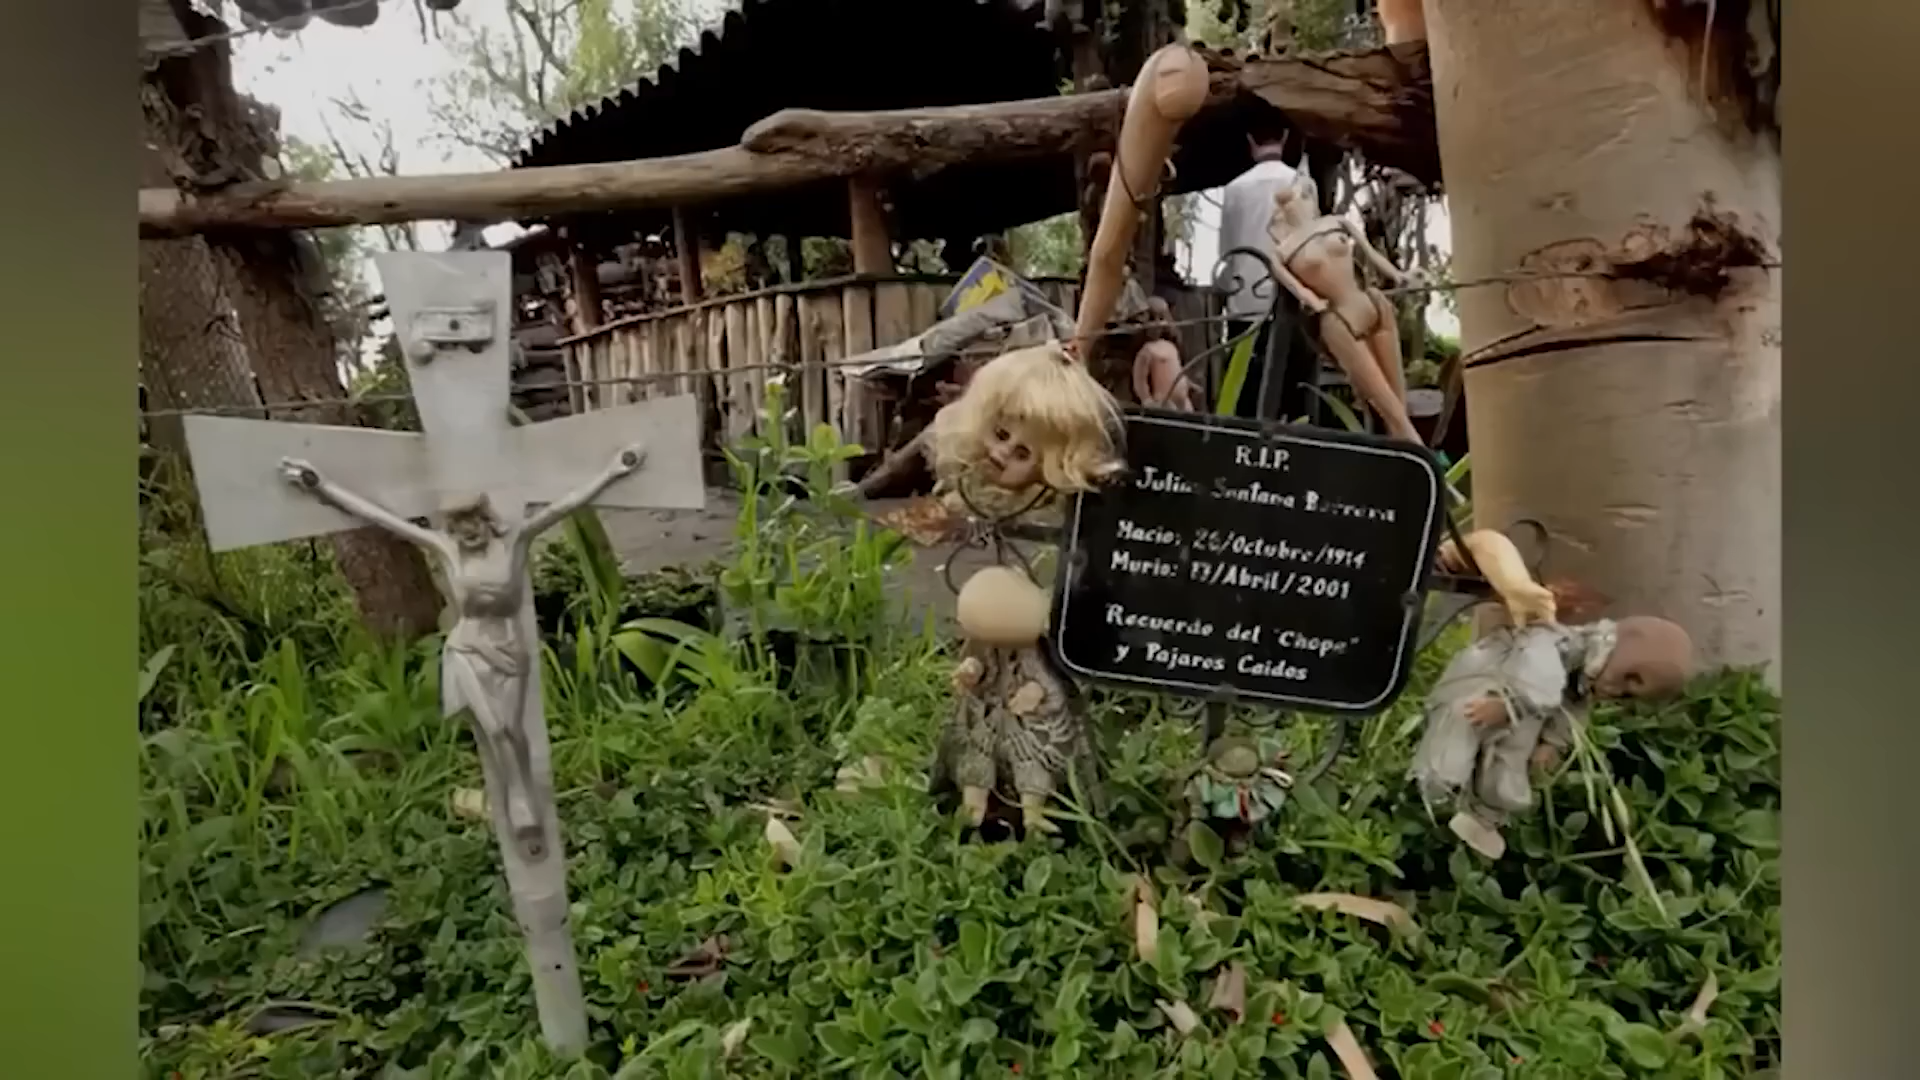 R.I.P.
Julian Santana Barrera
Nacio: 26/Octubre/1914
Murio: 17/Abril/2001
Recuerdo del "Chope"
y Pajaros Caidos